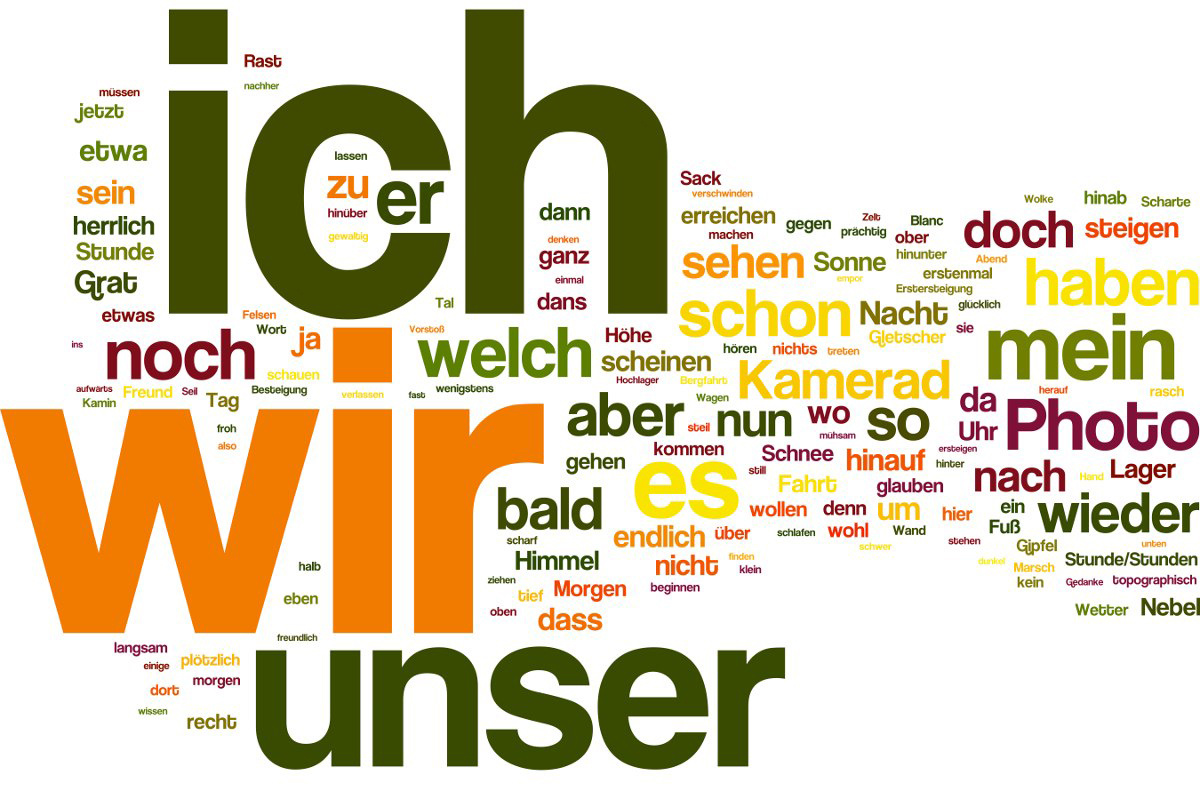 ich
Rast
nachher
müssen
jetzt
etwa
sein
herrlich
Stunde
Grat
etwas
lassen
zu
er
hinüber
gewaltig
Tal
dann
denken
ganz
einmal
dans
Sack
verschwinden
erreichen
machen
gegen
Zelt
prächtig
Blanc
ober
hinunter
doch
Wolke
hinab
Scharte
steigen
Abend
sehen
Sonne
empor
erstenmal
Erstersteigung
haben
schon
Nacht
glücklich
Gletscher
sie
mein
ins
noch
Felsen
Wort
ja
schauen
Vorstoß
welch
Höhe
scheinen
hören
nichts
treten
aufwärts
Kamin
Freund
Seil
Tag
Besteigung
verlassen
fast
wenigstens
Hochlager
Bergfahrt
Wagen
Kamerad
da
herauf
rasch
froh
also
wir
aber
steil
nun
wo
mühsam
so
Uhr
Photo
gehen
kommen
es
Schnee
still
hinauf
ersteigen
hinter
nach
Hand
Lager
Fahrt
glauben
bald
wollen
denn
um
hier
ein
Fuß
wieder
scharf
endlich
über
schlafen
wohl
Wand
schwer
stehen
Gipfel
unten
Himmel
nicht
finden
klein
dunkel
Marsch
Stunde/Stunden
halb
ziehen
tief
Morgen
beginnen
kein
Gedanke
topographisch
eben
oben
dass
Wetter
Nebel
freundlich
langsam
einige
plötzlich
morgen
dort
wissen
recht
unser